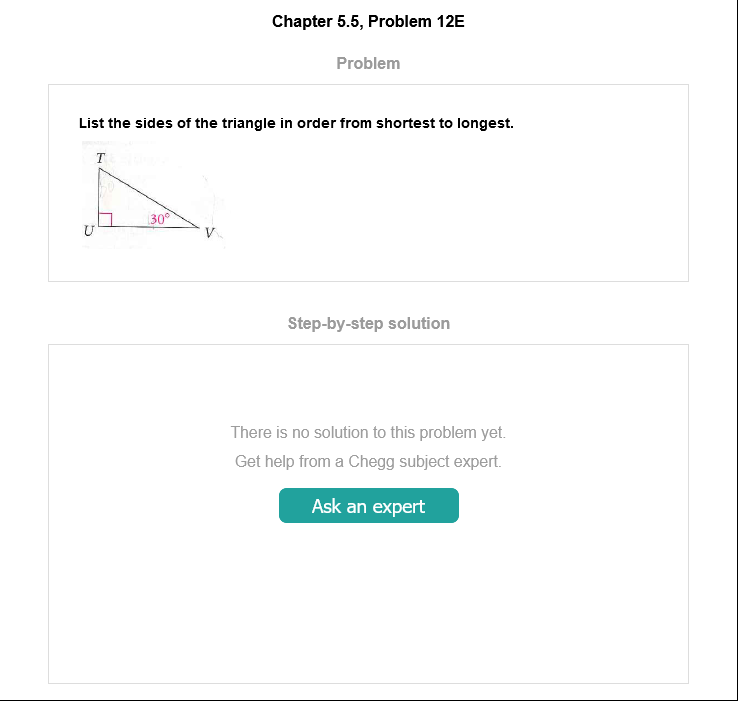 Chapter 5.5, Problem 12E
Problem
List the sides of the triangle in order from shortest to longest.
T
30°
U
V
Step-by-step solution
There is no solution to this problem yet.
Get help from a Chegg subject expert.
Ask an expert